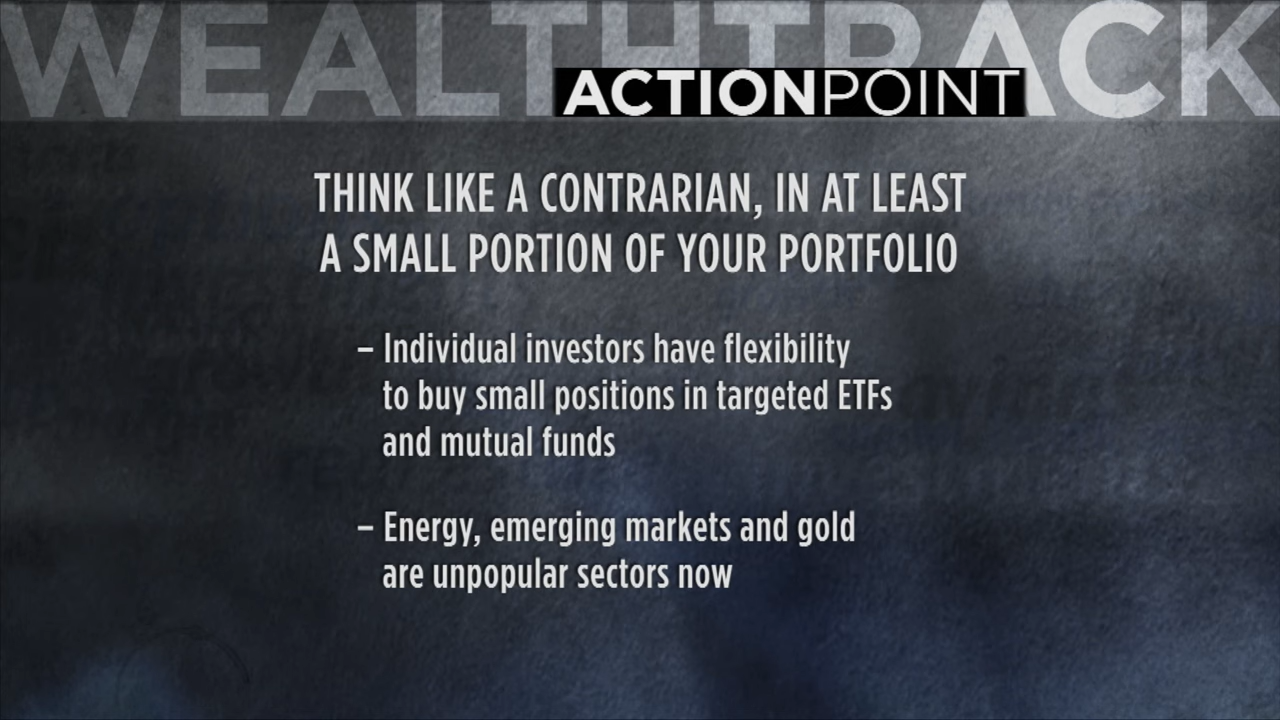 WEALTHTRACK
ACTIONPOINT
THINK LIKE A CONTRARIAN, IN AT LEAST
A SMALL PORTION OF YOUR PORTFOLIO
– Individual investors have flexibility
to buy small positions in targeted ETFs
and mutual funds
– Energy, emerging markets and gold
are unpopular sectors now